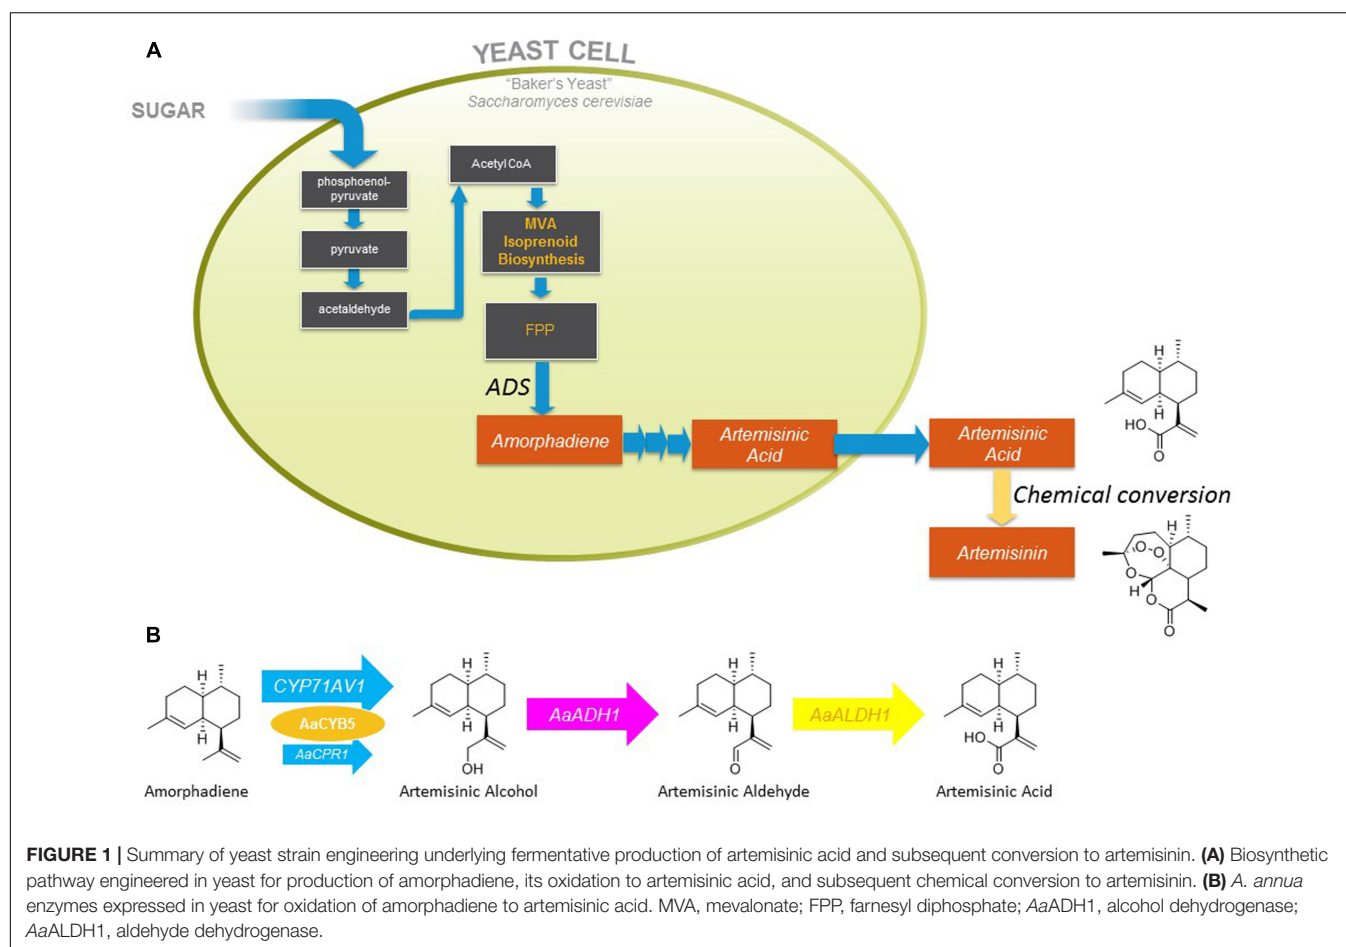 A
YEAST CELL
"Baker's Yeast"
Saccharomyces cerevisiae
SUGAR
phosphoenol-
pyruvate
pyruvate
acetaldehyde
Acetyl CoA
MVA
Isoprenoid
Biosynthesis
FPP
ADS
Amorphadiene
Artemisinic
Acid
Artemisinic
Acid
H
H
HO
O
Chemical conversion
Artemisinin
H
O
O
O
H
O
O
B
H
H
Amorphadiene
CYP71AV1
AaCYB5
AaCPR1
H
H
OH
Artemisinic Alcohol
AaADH1
H
H
O
Artemisinic Aldehyde
AaALDH1
H
H
HO
O
Artemisinic Acid
FIGURE 1 | Summary of yeast strain engineering underlying fermentative production of artemisinic acid and subsequent conversion to artemisinin. (A) Biosynthetic
pathway engineered in yeast for production of amorphadiene, its oxidation to artemisinic acid, and subsequent chemical conversion to artemisinin. (B) A. annua
enzymes expressed in yeast for oxidation of amorphadiene to artemisinic acid. MVA, mevalonate; FPP, farnesyl diphosphate; AaADH1, alcohol dehydrogenase;
AaALDH1, aldehyde dehydrogenase.